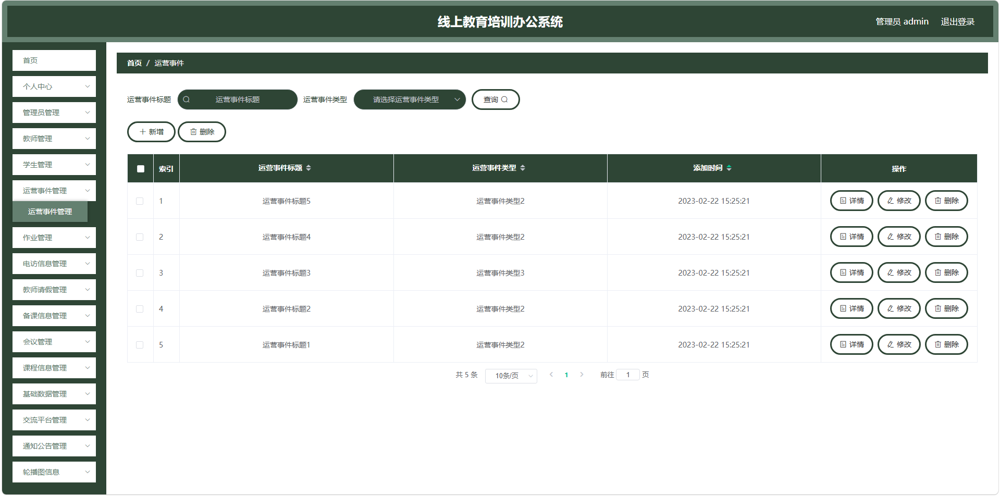 线上教育培训办公系统
管理员 admin 退出登录
首页
个人中心
管理员管理
教师管理
学生管理
运营事件管理
运营事件管理
作业管理
电访信息管理
教师请假管理
备课信息管理
会议管理
课程信息管理
基础数据管理
交流平台管理
通知公告管理
轮播图信息
首页 / 运营事件
运营事件标题 运营事件标题 运营事件类型 请选择运营事件类型 查询
新增 删除
索引 运营事件标题 运营事件类型 添加时间 操作
1 运营事件标题5 运营事件类型2 2023-02-22 15:25:21 详情 修改 删除
2 运营事件标题4 运营事件类型2 2023-02-22 15:25:21 详情 修改 删除
3 运营事件标题3 运营事件类型3 2023-02-22 15:25:21 详情 修改 删除
4 运营事件标题2 运营事件类型2 2023-02-22 15:25:21 详情 修改 删除
5 运营事件标题1 运营事件类型2 2023-02-22 15:25:21 详情 修改 删除
共 5 条 10条/页 1 前往 1 页